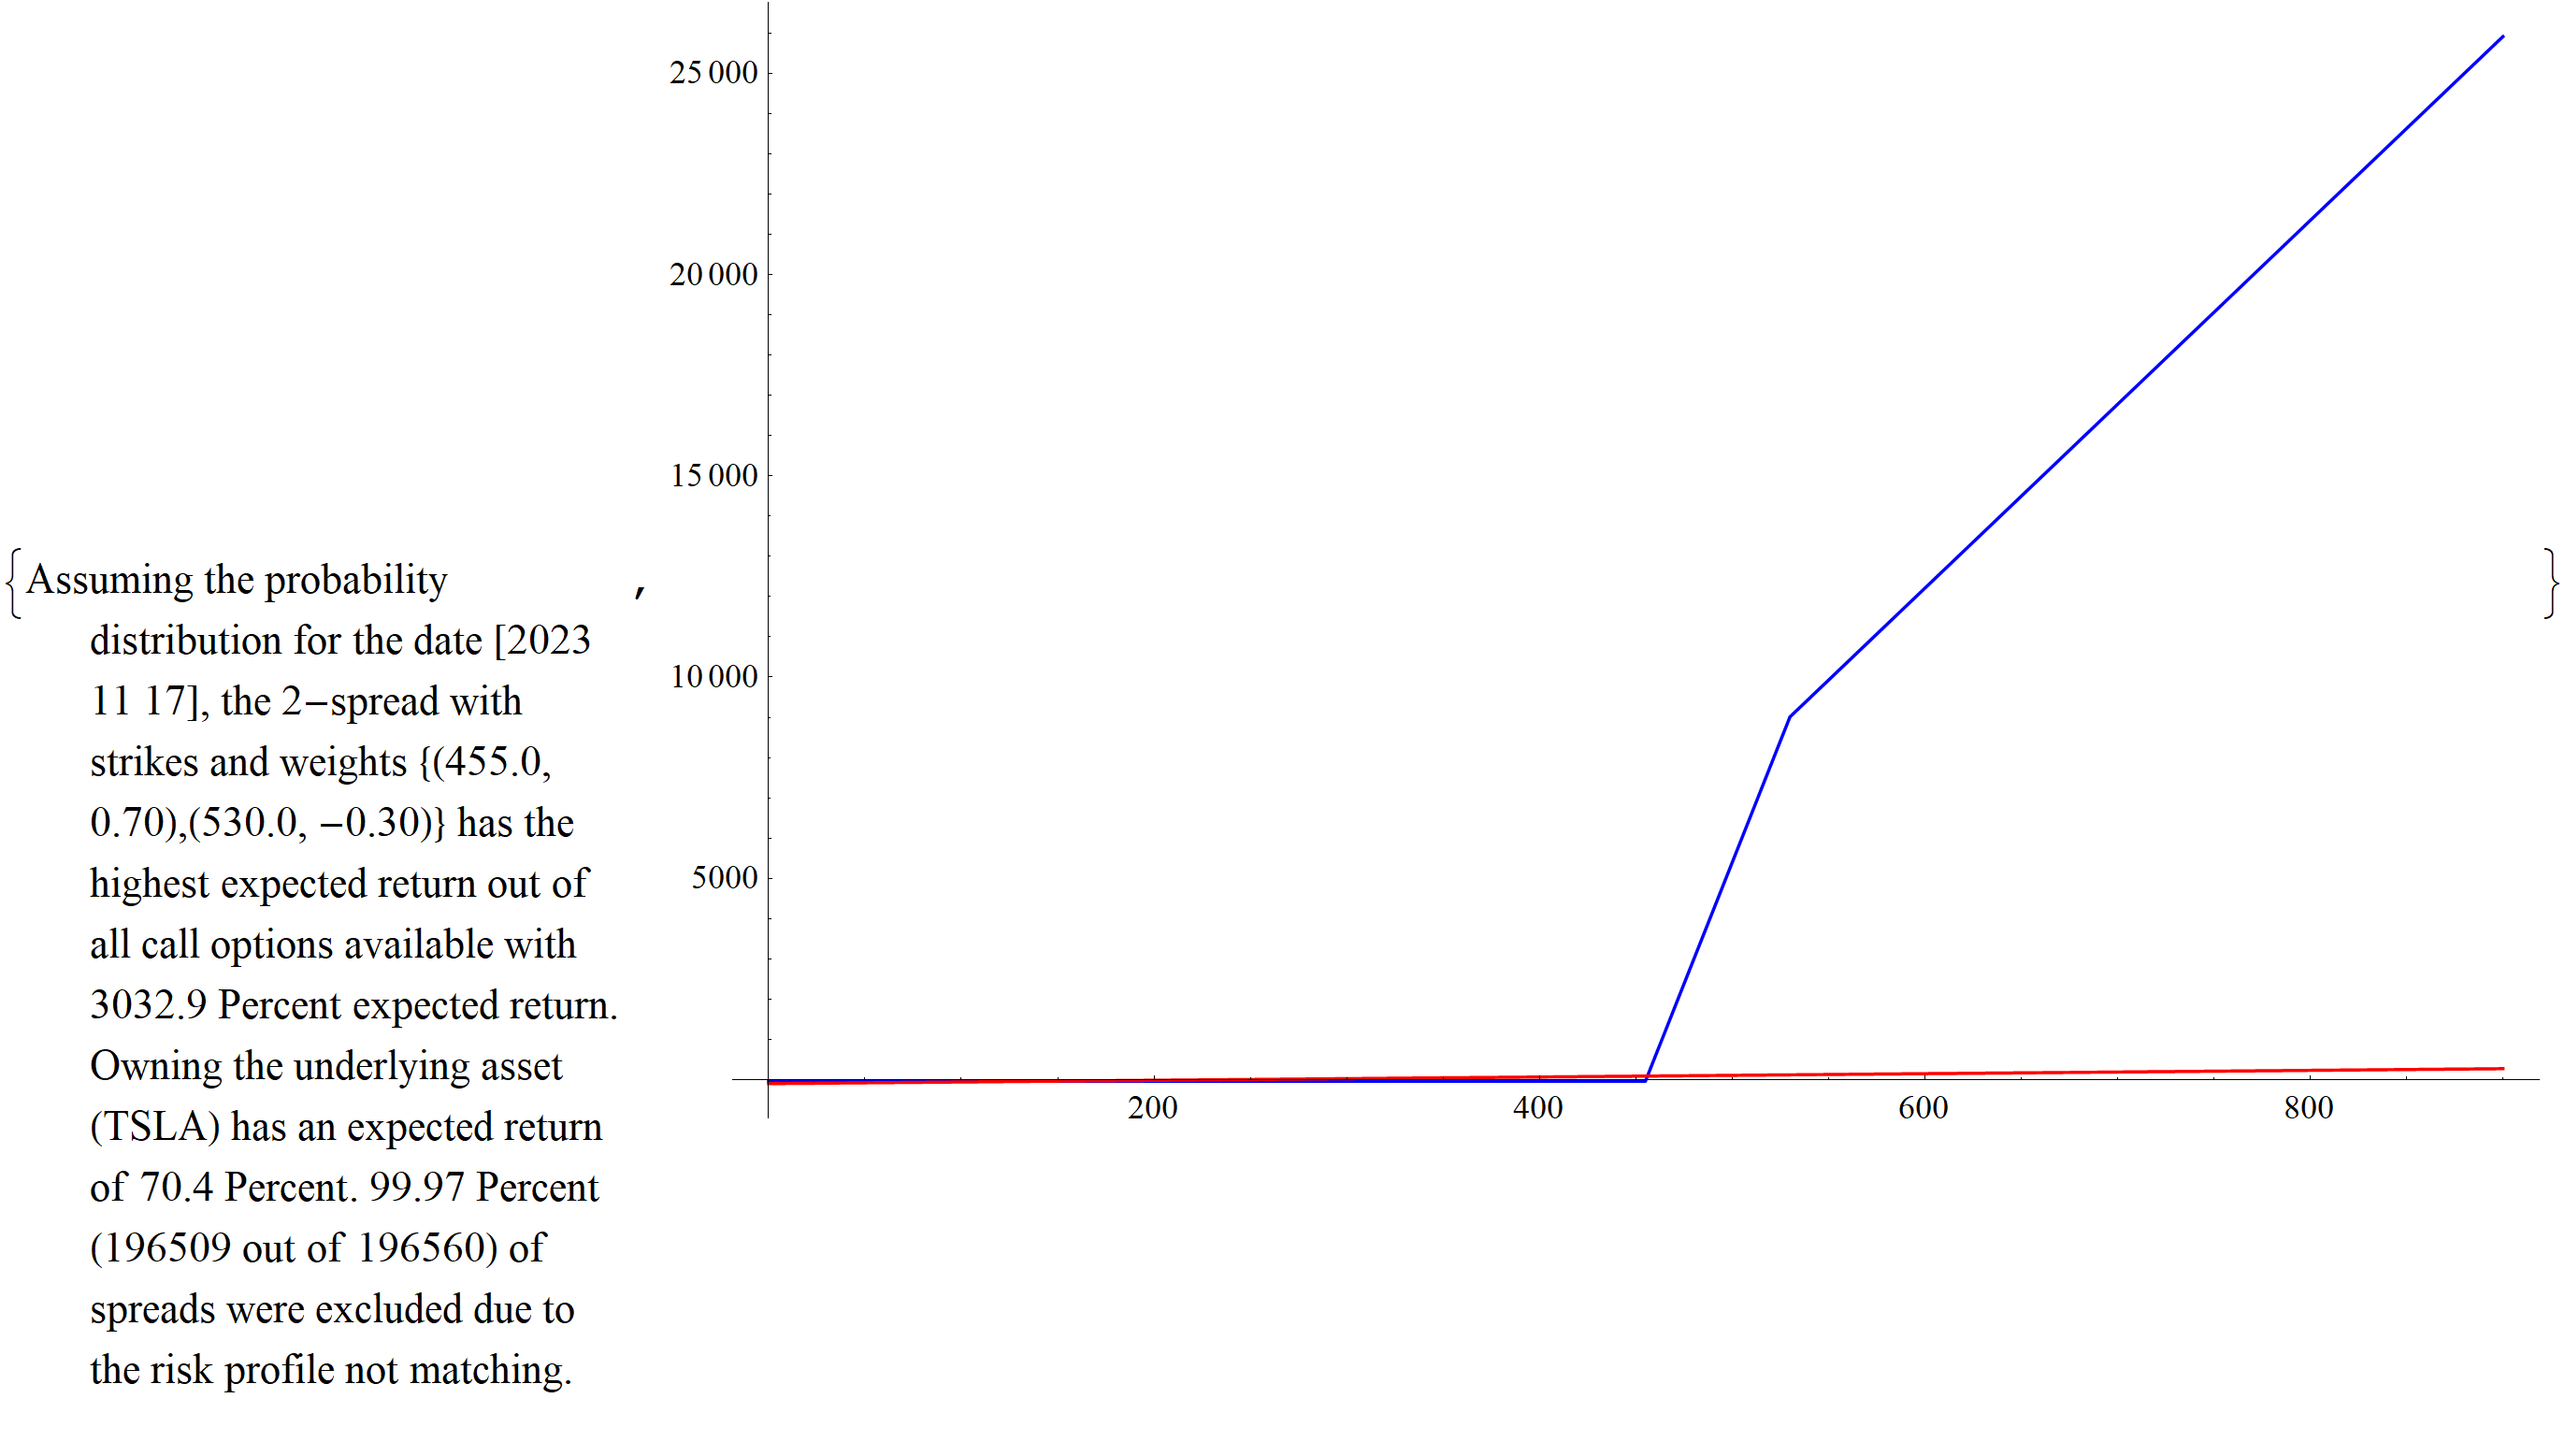 25 000
20 000
15 000
10 000
5000
200 400 600 800
{Assuming the probability ,
distribution for the date [2023
11 17], the 2−spread with
strikes and weights {(455.0,
0.70),(530.0, −0.30)} has the
highest expected return out of
all call options available with
3032.9 Percent expected return.
Owning the underlying asset
(TSLA) has an expected return
of 70.4 Percent. 99.97 Percent
(196509 out of 196560) of
spreads were excluded due to
the risk profile not matching.
}